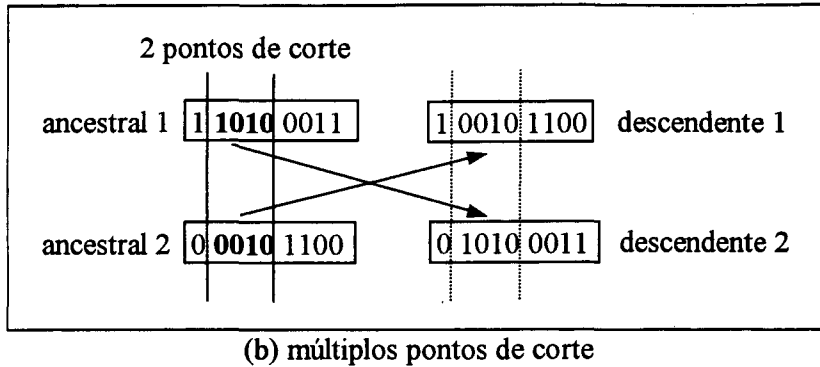 2 pontos de corte
ancestral 1 1 1010 0011 1 0010 1100 descendente 1
ancestral 2 0 0010 1100 0 1010 0011 descendente 2
(b) múltiplos pontos de corte